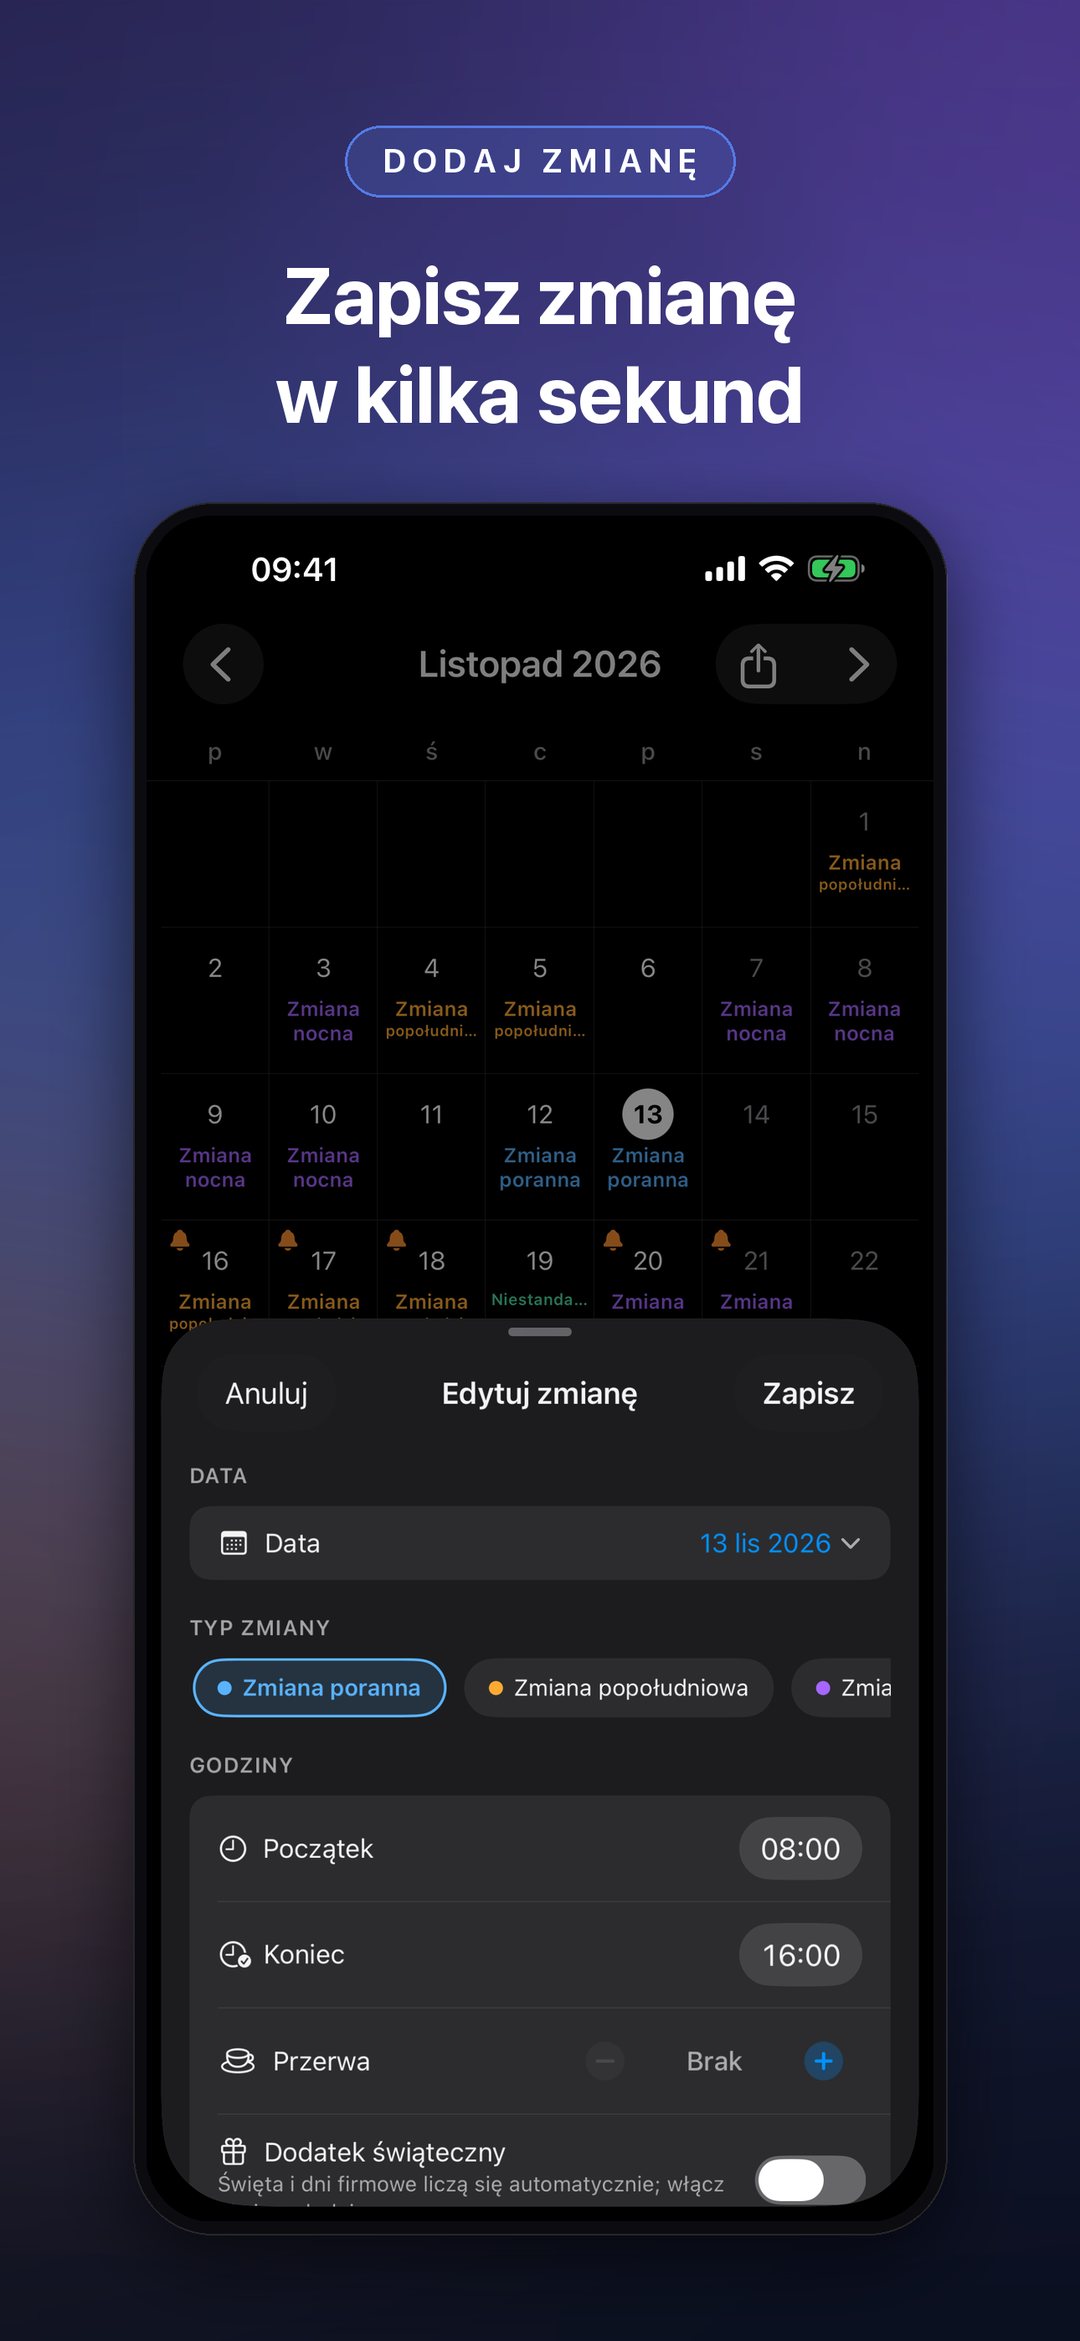 DODAJ ZMIANĘ
Zapisz zmianę
w kilka sekund
09:41
Listopad 2026
p w ś c p s n
1
Zmiana
popołudni...
2 3 4 5 6 7 8
Zmiana Zmiana Zmiana Zmiana Zmiana
nocna popołudni... popołudni... nocna nocna
9 10 11 12 13 14 15
Zmiana Zmiana Zmiana Zmiana
nocna nocna poranna poranna
16 17 18 19 20 21 22
Zmiana Zmiana Zmiana Niestanda... Zmiana Zmiana
Anuluj Edytuj zmianę Zapisz
DATA
Data 13 lis 2026
TYP ZMIANY
Zmiana poranna Zmiana popołudniowa Zmia
GODZINY
Początek 08:00
Koniec 16:00
Przerwa Brak
Dodatek świąteczny
Święta i dni firmowe liczą się automatycznie; włącz